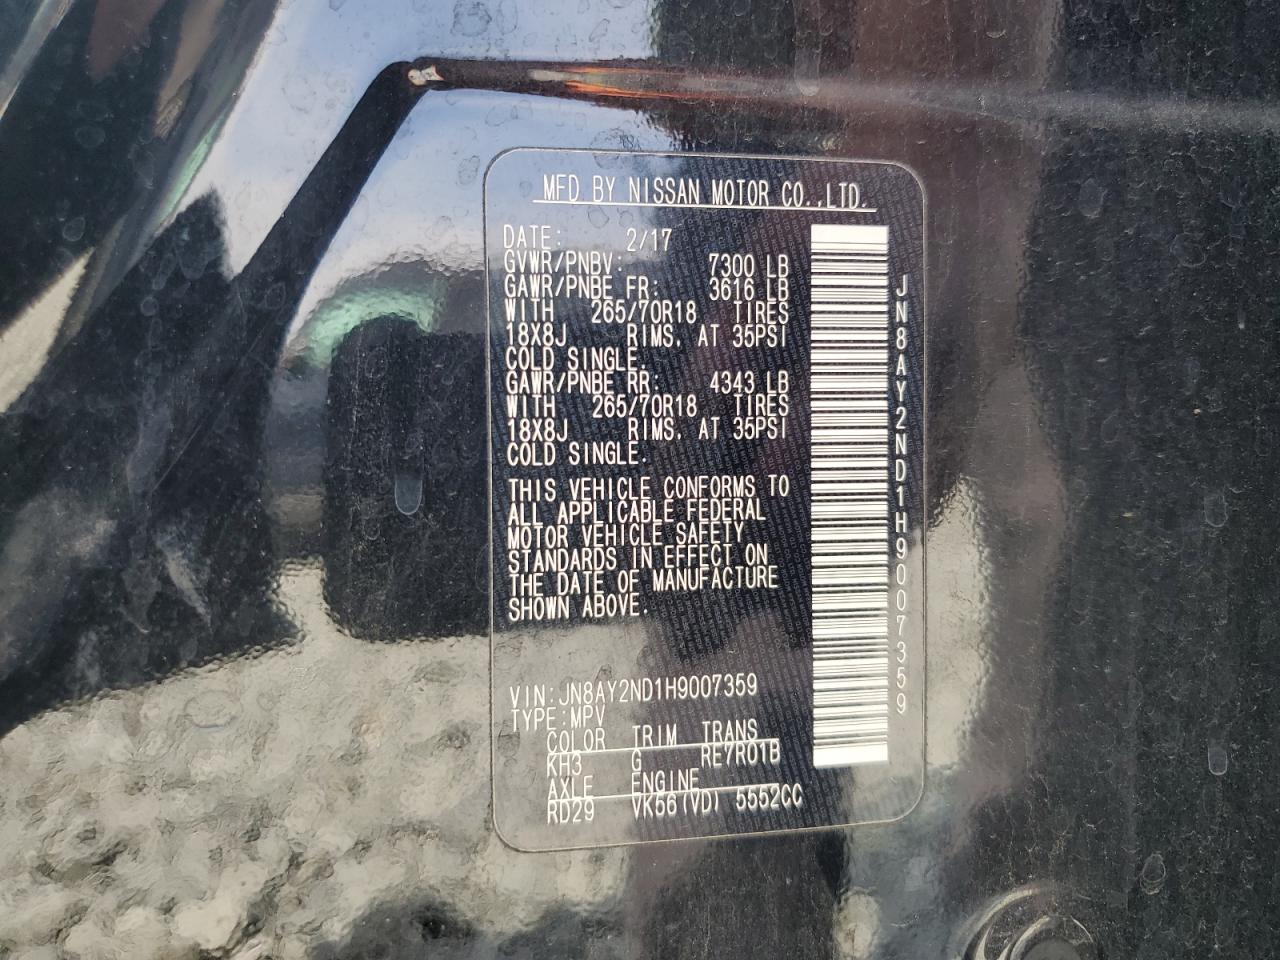 MFD BY NISSAN MOTOR CO.,LTD.
DATE: 2/17
GVWR/PNBV: 7300 LB
GAWR/PNBE FR: 3616 LB
WITH 265/70R18 TIRES
18X8J RIMS, AT 35PSI
COLD SINGLE.
GAWR/PNBE RR: 4343 LB
WITH 265/70R18 TIRES
18X8J RIMS, AT 35PSI
COLD SINGLE.
THIS VEHICLE CONFORMS TO
ALL APPLICABLE FEDERAL
MOTOR VEHICLE SAFETY
STANDARDS IN EFFECT ON
THE DATE OF MANUFACTURE
SHOWN ABOVE.
VIN:JN8AY2ND1H9007359
TYPE:MPV
COLOR TRIM TRANS
KH3 G RE7R01B
AXLE ENGINE
RD29 VK56(VD) 5552CC
JN8AY2ND1H9007359